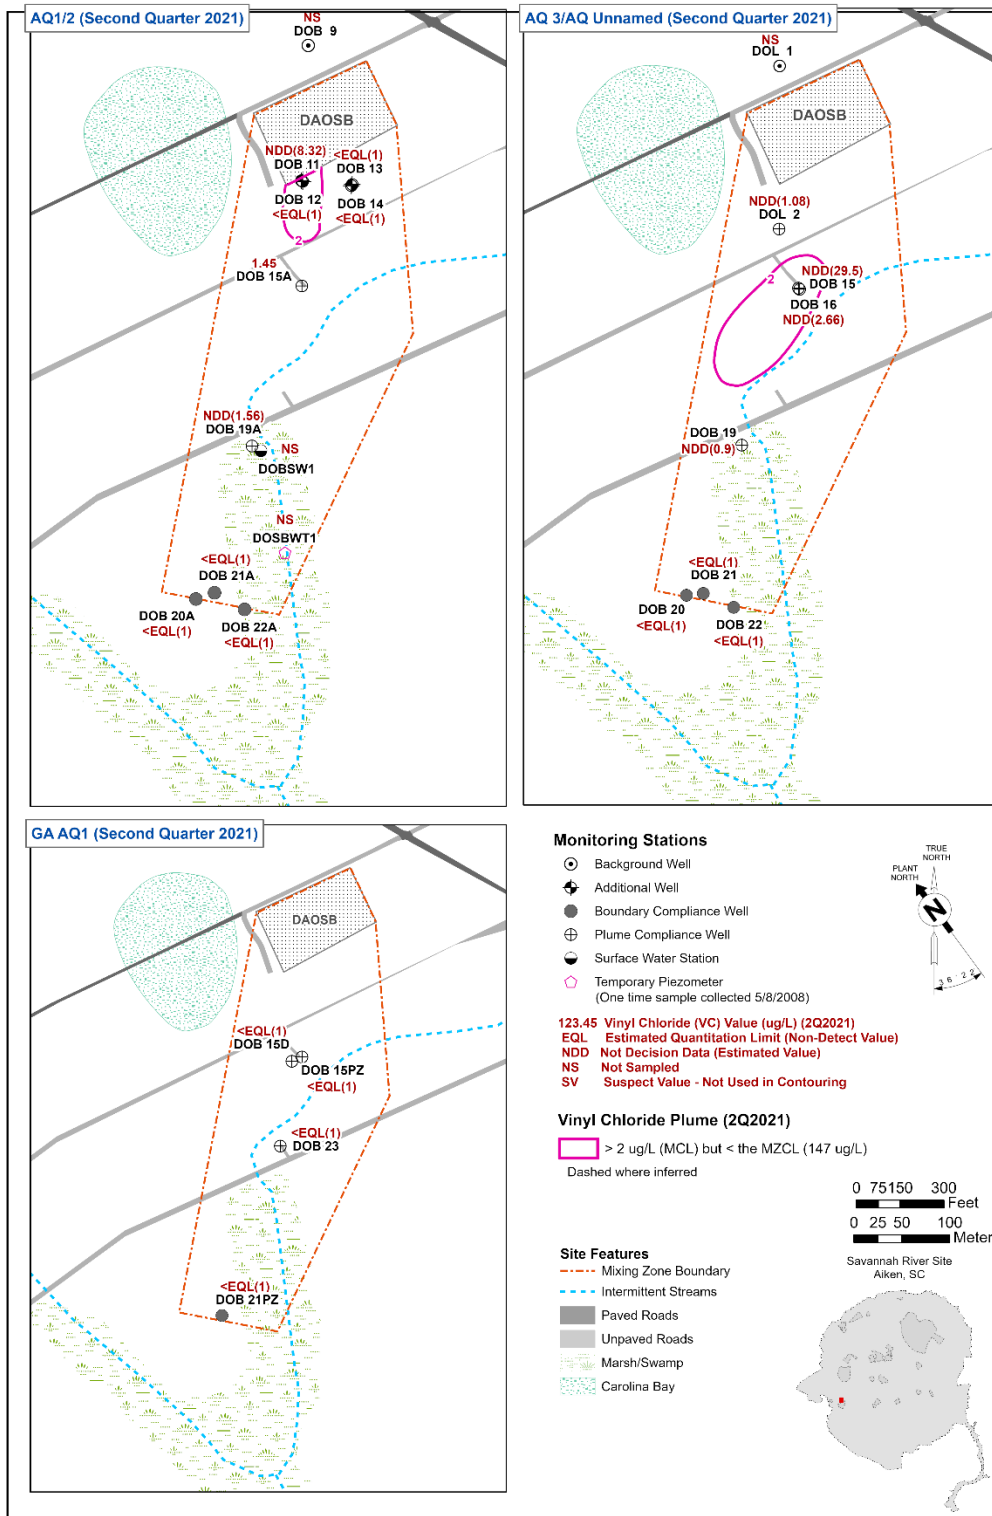 AQ1/2 (Second Quarter 2021)
NS
DOB 9
DAOSB
NDD(8.32)
DOB 11
<EQL(1)
DOB 13
DOB 12
<EQL(1)
DOB 14
<EQL(1)
2
1.45
DOB 15A
NDD(1.56)
DOB 19A
NS
DOBSW1
NS
DOSBWT1
<EQL(1)
DOB 21A
DOB 20A
<EQL(1)
DOB 22A
<EQL(1)
AQ 3/AQ Unnamed (Second Quarter 2021)
NS
DOL 1
DAOSB
NDD(1.08)
DOL 2
2
NDD(29.5)
DOB 15
DOB 16
NDD(2.66)
DOB 19
NDD(0.9)
<EQL(1)
DOB 21
DOB 20
<EQL(1)
DOB 22
<EQL(1)
GA AQ1 (Second Quarter 2021)
DAOSB
<EQL(1)
DOB 15D
DOB 15PZ
<EQL(1)
<EQL(1)
DOB 23
<EQL(1)
DOB 21PZ
Monitoring Stations
Background Well
Additional Well
Boundary Compliance Well
Plume Compliance Well
Surface Water Station
Temporary Piezometer
(One time sample collected 5/8/2008)
TRUE
NORTH
PLANT
NORTH
N
36-22
123.45 Vinyl Chloride (VC) Value (ug/L) (2Q2021)
EQL Estimated Quantitation Limit (Non-Detect Value)
NDD Not Decision Data (Estimated Value)
NS Not Sampled
SV Suspect Value - Not Used in Contouring
Vinyl Chloride Plume (2Q2021)
> 2 ug/L (MCL) but < the MZCL (147 ug/L)
Dashed where inferred
0 75150 300
Feet
0 25 50 100
Meter
Savannah River Site
Aiken, SC
Site Features
Mixing Zone Boundary
Intermittent Streams
Paved Roads
Unpaved Roads
Marsh/Swamp
Carolina Bay